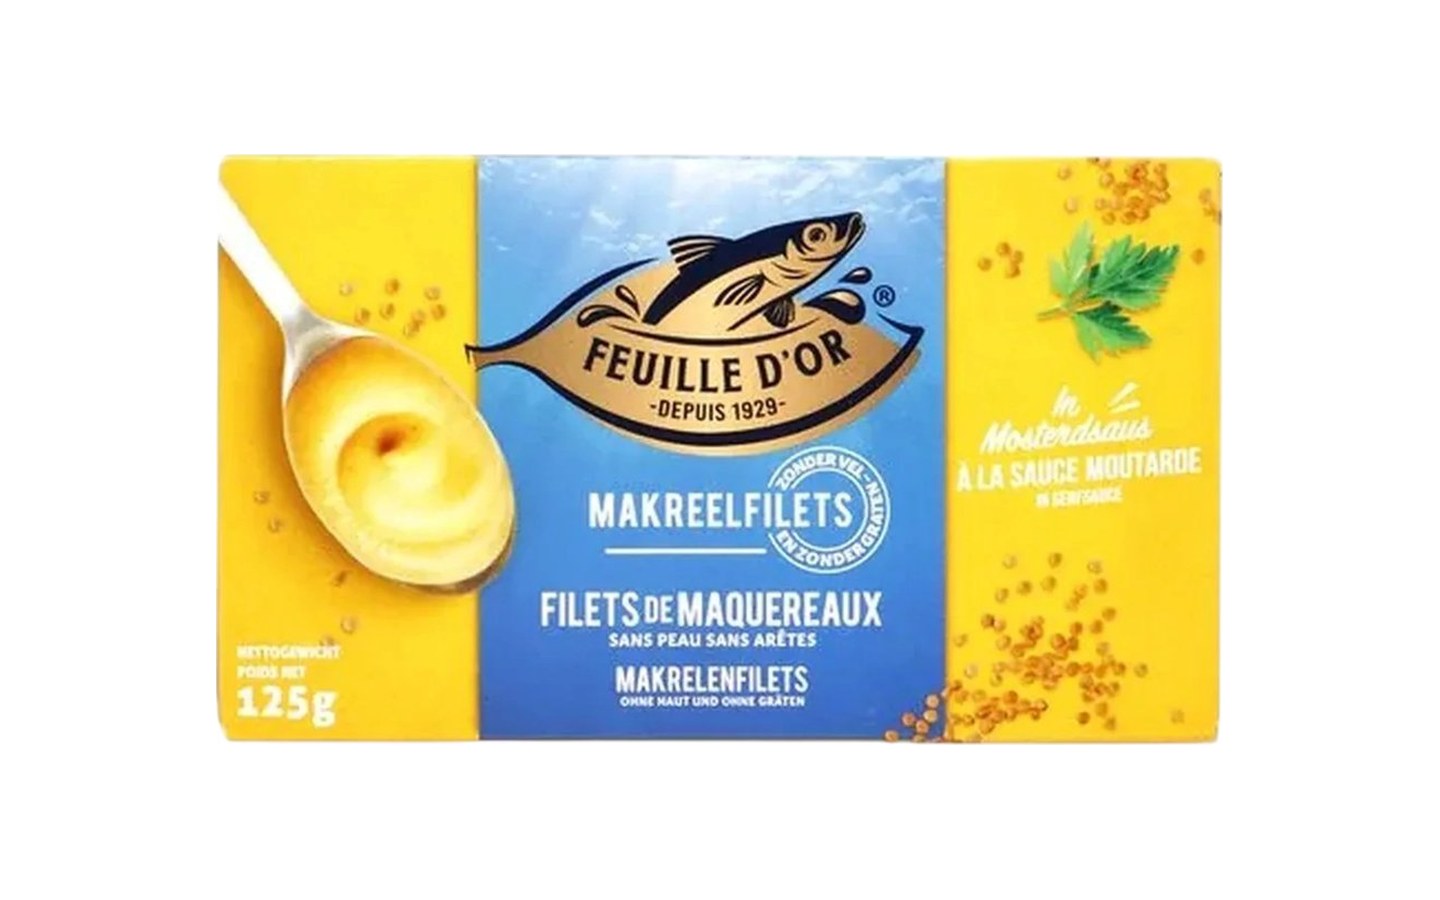 FEUILLE D'OR
®
-DEPUIS 1929-
MAKREELFILETS
ZONDER VEL - EN ZONDER GRATEN
FILETS DE MAQUEREAUX
SANS PEAU SANS ARÊTES
MAKRELENFILETS
OHNE HAUT UND OHNE GRÄTEN
In
Mosterdsaus
À LA SAUCE MOUTARDE
IN SENFSAUCE
NETTOGEWICHT
POIDS NET
125g